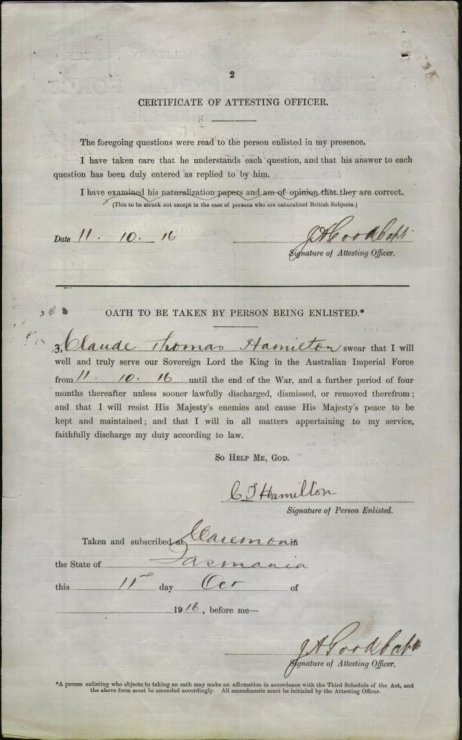 2
CERTIFICATE OF ATTESTING OFFICER.
The foregoing questions were read to the person enlisted in my presence.
I have taken care that he understands each question, and that his answer to each
question has been duly entered as replied to by him.
I have examined his naturalization papers and am of opinion that they are correct.
(This to be struck out except in the case of persons who are naturalized British Subjects.)
Date 11. 10. 16
Signature of Attesting Officer.
OATH TO BE TAKEN BY PERSON BEING ENLISTED.*
I, Claude Thomas Hamilton swear that I will
well and truly serve our Sovereign Lord the King in the Australian Imperial Force
from 11. 10. 16 until the end of the War, and a further period of four
months thereafter unless sooner lawfully discharged, dismissed, or removed therefrom;
and that I will resist His Majesty's enemies and cause His Majesty's peace to be
kept and maintained; and that I will in all matters appertaining to my service,
faithfully discharge my duty according to law.
SO HELP ME, GOD.
C T Hamilton
Signature of Person Enlisted.
Taken and subscribed at Claremont in
the State of Tasmania
this 11th day Oct of
1916, before me—
Signature of Attesting Officer.
*A person enlisting who objects to taking an oath may make an affirmation in accordance with the Third Schedule of the Act, and
the above form must be amended accordingly. All amendments must be initialed by the Attesting Officer.